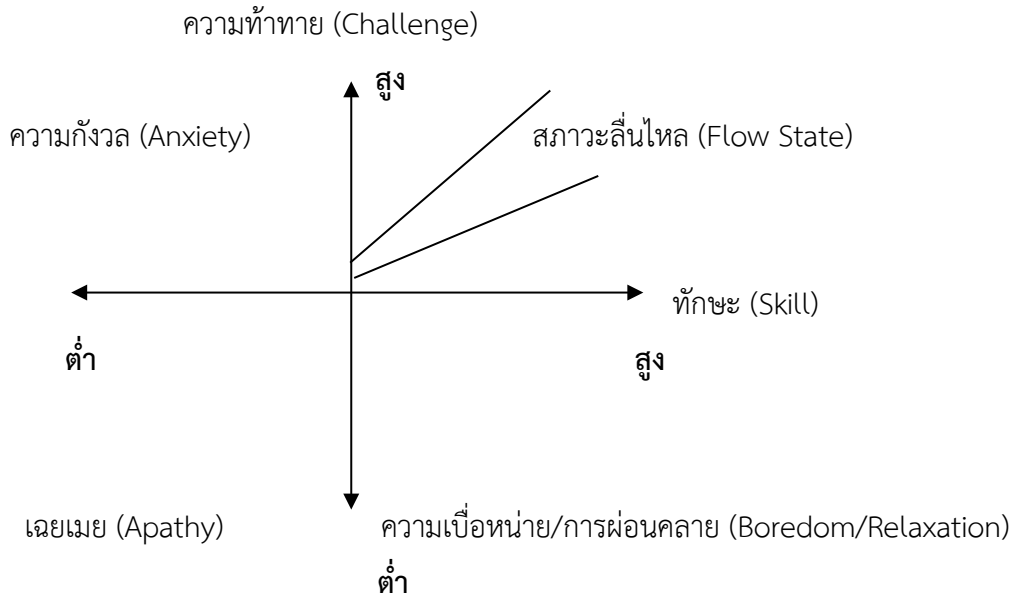 ความท้าทาย (Challenge)
สูง
ความกังวล (Anxiety)
สภาวะลื่นไหล (Flow State)
ทักษะ (Skill)
ต่ำ
สูง
เฉยเมย (Apathy)
ความเบื่อหน่าย/การผ่อนคลาย (Boredom/Relaxation)
ต่ำ